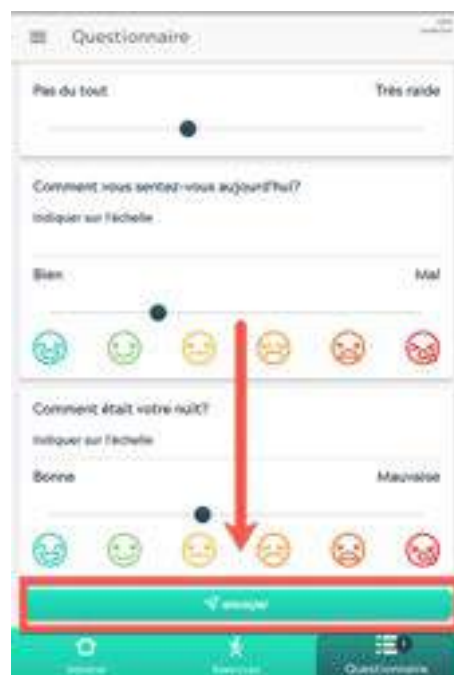 Questionnaire
Pas du tout Très raide
Comment vous sentez-vous aujourd'hui?
Indiquer sur l'échelle
Bien Mal
Comment était votre nuit?
Indiquer sur l'échelle
Bonne Mauvaise
envoyer
Exercices Questionnaire